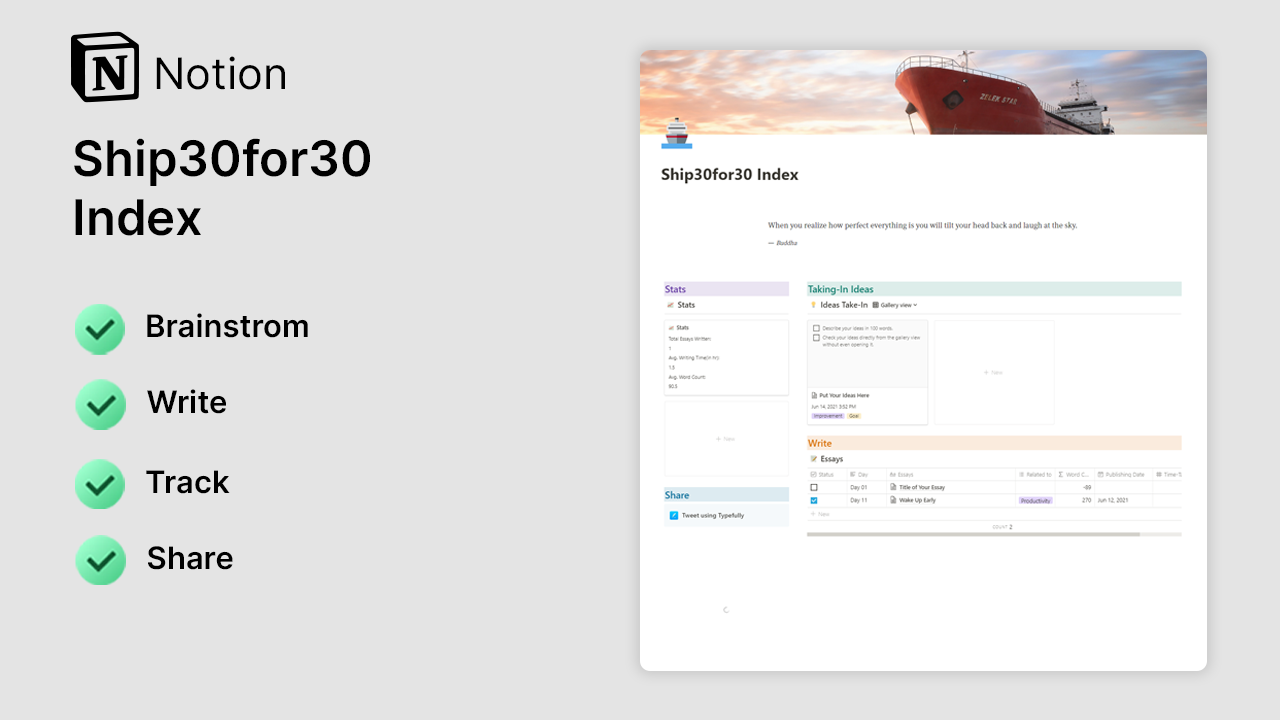 Notion
Ship30for30
Index
Brainstrom
Write
Track
Share
ZELEK STAR
Ship30for30 Index
When you realize how perfect everything is you will tilt your head back and laugh at the sky.
— Buddha
Stats
Stats
Stats
Total Essays Written:
1
Avg. Writing Time(in hr):
1.5
Avg. Word Count:
90.5
+ New
Share
Tweet using Typefully
Taking-In Ideas
Ideas Take-In Gallery view
Describe your ideas in 100 words.
Check your ideas directly from the gallery view
without even opening it.
Put Your Ideas Here
Jun 14, 2021 3:52 PM
Improvement Goal
+ New
Write
Essays
Status Day Essays Related to Word C... Publishing Date Time-T
Day 01 Title of Your Essay -89
Day 11 Wake Up Early Productivity 270 Jun 12, 2021
+ New
COUNT 2